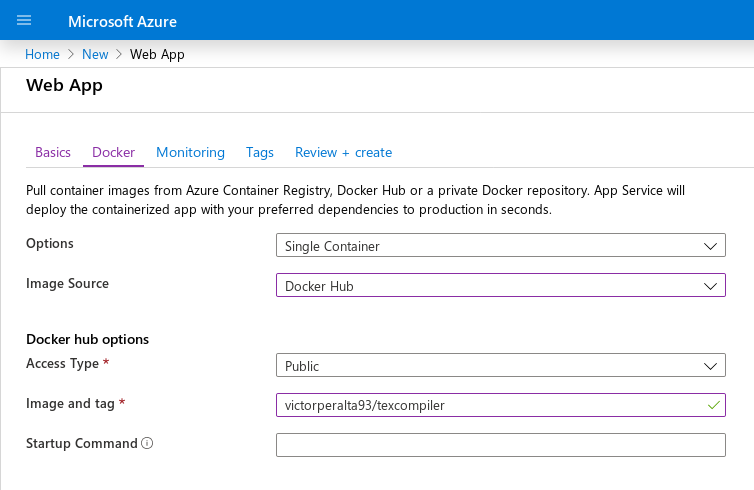 Microsoft Azure
Home > New > Web App
Web App
Basics Docker Monitoring Tags Review + create
Pull container images from Azure Container Registry, Docker Hub or a private Docker repository. App Service will
deploy the containerized app with your preferred dependencies to production in seconds.
Options Single Container
Image Source Docker Hub
Docker hub options
Access Type * Public
Image and tag * victorperalta93/texcompiler
Startup Command